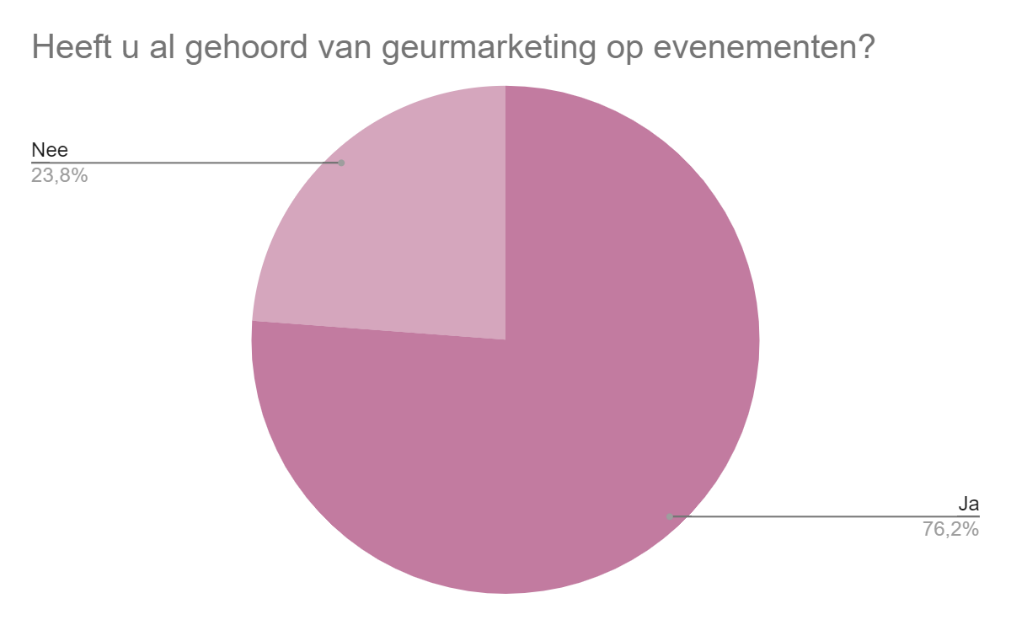 Heeft u al gehoord van geurmarketing op evenementen?
Nee
23,8%
Ja
76,2%